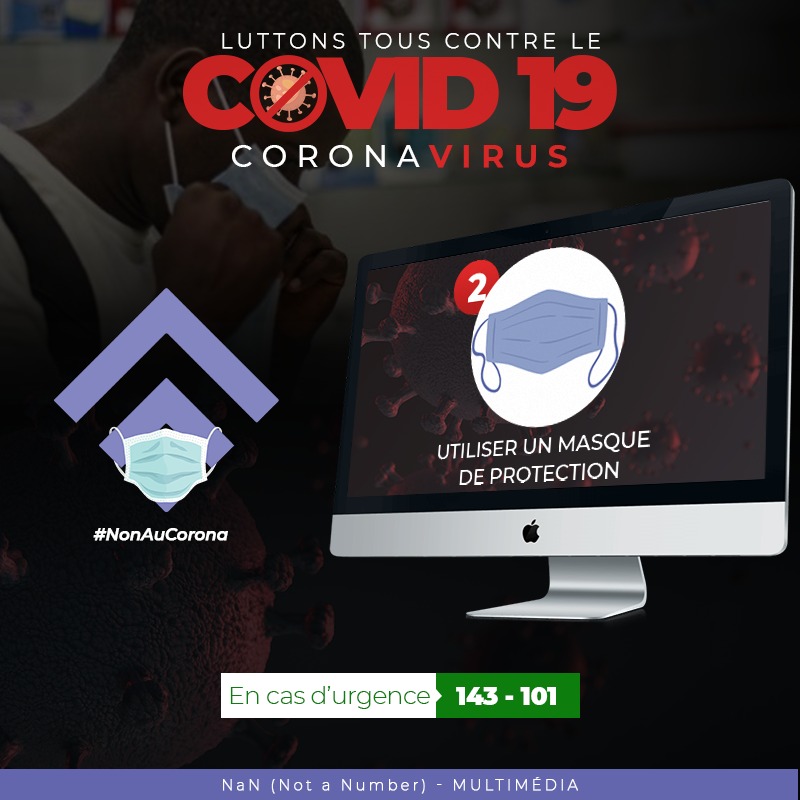 LUTTONS TOUS CONTRE LE
COVID 19
CORONAVIRUS
2
UTILISER UN MASQUE
DE PROTECTION
#NonAuCorona
En cas d'urgence 143 - 101
NaN (Not a Number) - MULTIMÉDIA